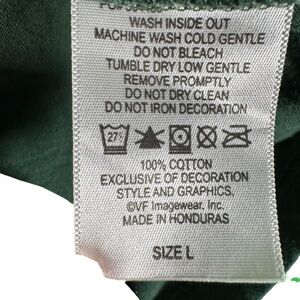 WASH INSIDE OUT
MACHINE WASH COLD GENTLE
DO NOT BLEACH
TUMBLE DRY LOW GENTLE
REMOVE PROMPTLY
DO NOT DRY CLEAN
DO NOT IRON DECORATION
27°
100% COTTON
EXCLUSIVE OF DECORATION
STYLE AND GRAPHICS.
©VF Imagewear, Inc.
MADE IN HONDURAS
SIZE L